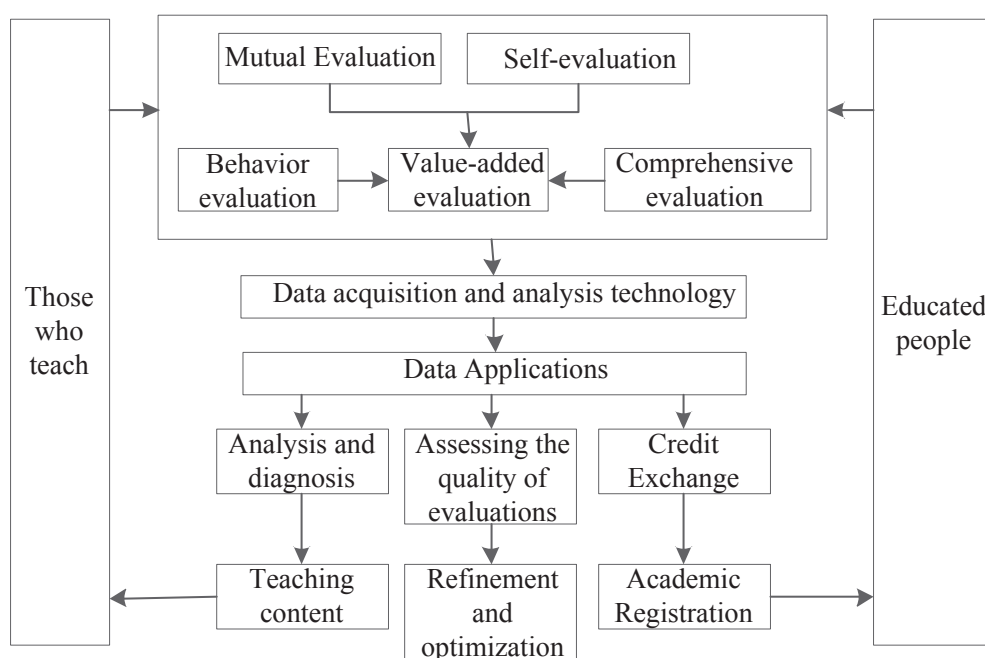 Mutual Evaluation
Self-evaluation
Behavior
evaluation
Value-added
evaluation
Comprehensive
evaluation
Those
who
teach
Educated
people
Data acquisition and analysis technology
Data Applications
Analysis and
diagnosis
Assessing the
quality of
evaluations
Credit
Exchange
Teaching
content
Refinement
and
optimization
Academic
Registration